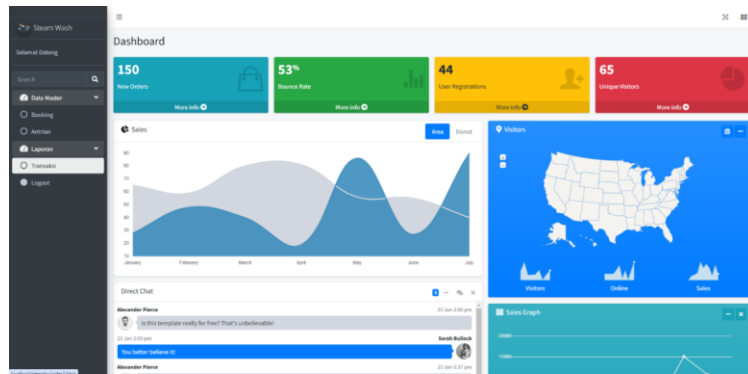 Steam Wash
Selamat Datang
Search
Data Master
Booking
Antrian
Laporan
Transaksi
Logout
Dashboard
150
New Orders
More info
53%
Bounce Rate
More info
44
User Registrations
More info
65
Unique Visitors
More info
Sales
Area Donut
90
80
70
60
50
40
30
20
10
January February March April May June July
Direct Chat
3
Alexander Pierce 23 Jan 2:00 pm
Is this template really for free? That's unbelievable!
23 Jan 2:05 pm Sarah Bullock
You better believe it!
Alexander Pierce 23 Jan 5:37 pm
Visitors
Visitors Online Sales
Sales Graph
20000
15000